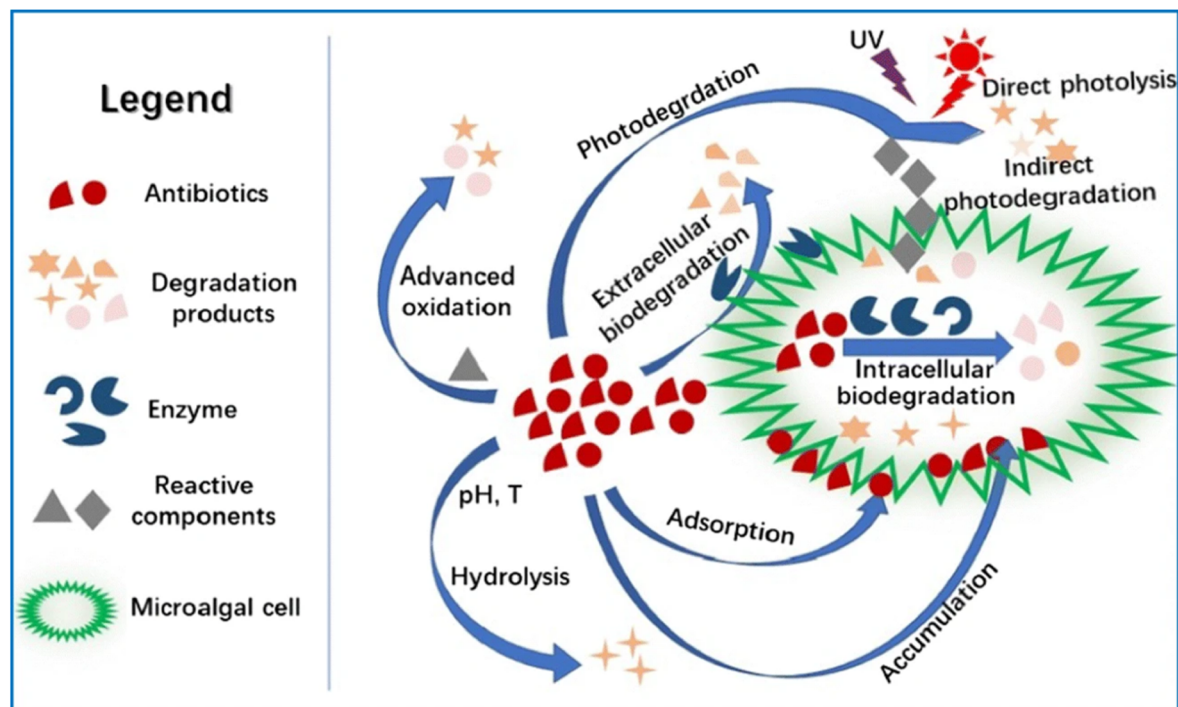 Legend
Antibiotics
Degradation
products
Enzyme
Reactive
components
Microalgal cell
UV
Direct photolysis
Photodegrdation
Indirect
photodegradation
Extracellular
biodegradation
Advanced
oxidation
Intracellular
biodegradation
pH, T
Adsorption
Hydrolysis
Accumulation